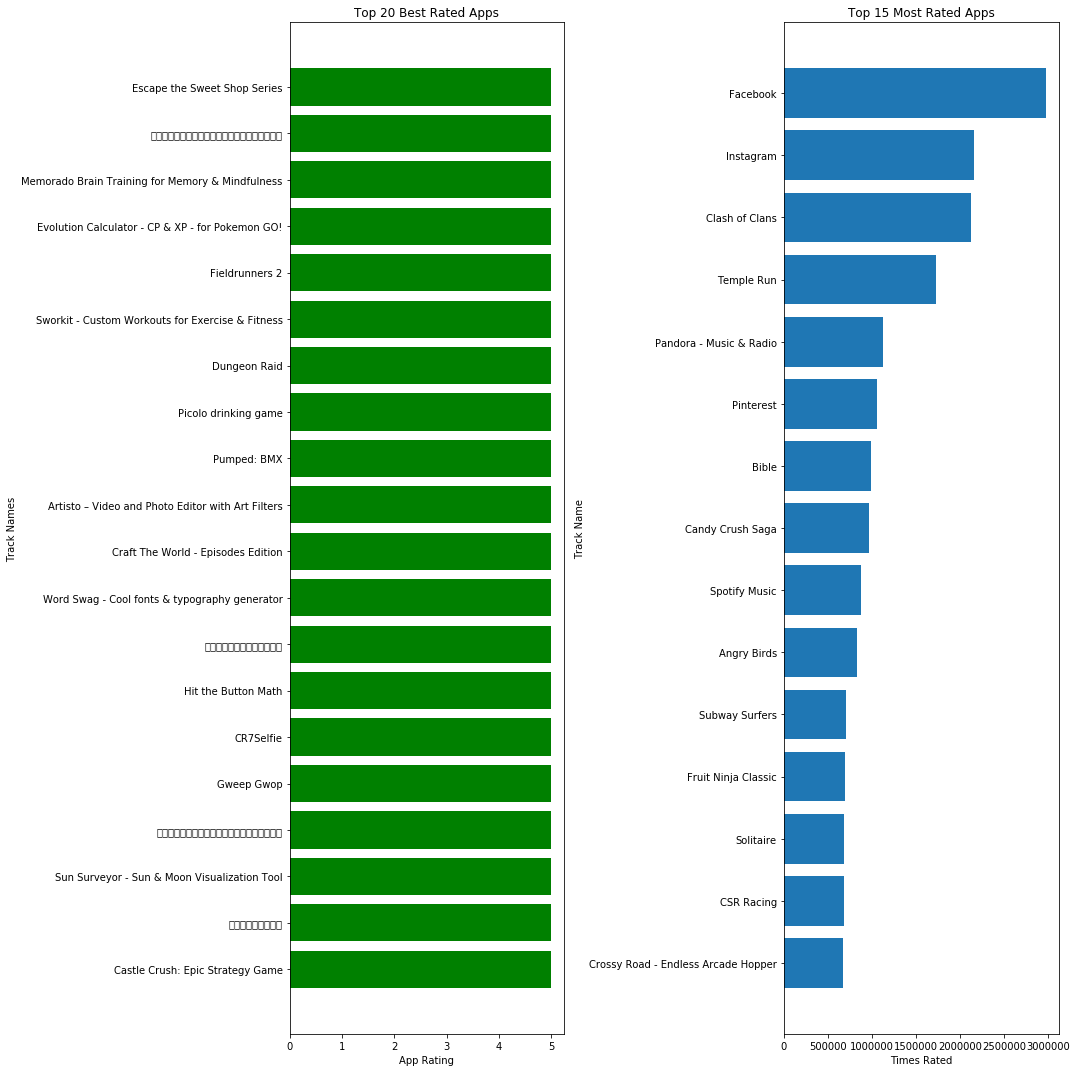 Top 20 Best Rated Apps
Escape the Sweet Shop Series
Memorado Brain Training for Memory & Mindfulness
Evolution Calculator - CP & XP - for Pokemon GO!
Fieldrunners 2
Sworkit - Custom Workouts for Exercise & Fitness
Dungeon Raid
Picolo drinking game
Pumped: BMX
Artisto – Video and Photo Editor with Art Filters
Craft The World - Episodes Edition
Word Swag - Cool fonts & typography generator
Hit the Button Math
CR7Selfie
Gweep Gwop
Sun Surveyor - Sun & Moon Visualization Tool
Castle Crush: Epic Strategy Game
Track Names
0 1 2 3 4 5
App Rating
Top 15 Most Rated Apps
Facebook
Instagram
Clash of Clans
Temple Run
Pandora - Music & Radio
Pinterest
Bible
Candy Crush Saga
Spotify Music
Angry Birds
Subway Surfers
Fruit Ninja Classic
Solitaire
CSR Racing
Crossy Road - Endless Arcade Hopper
Track Name
0 500000 1000000 1500000 2000000 2500000 3000000
Times Rated